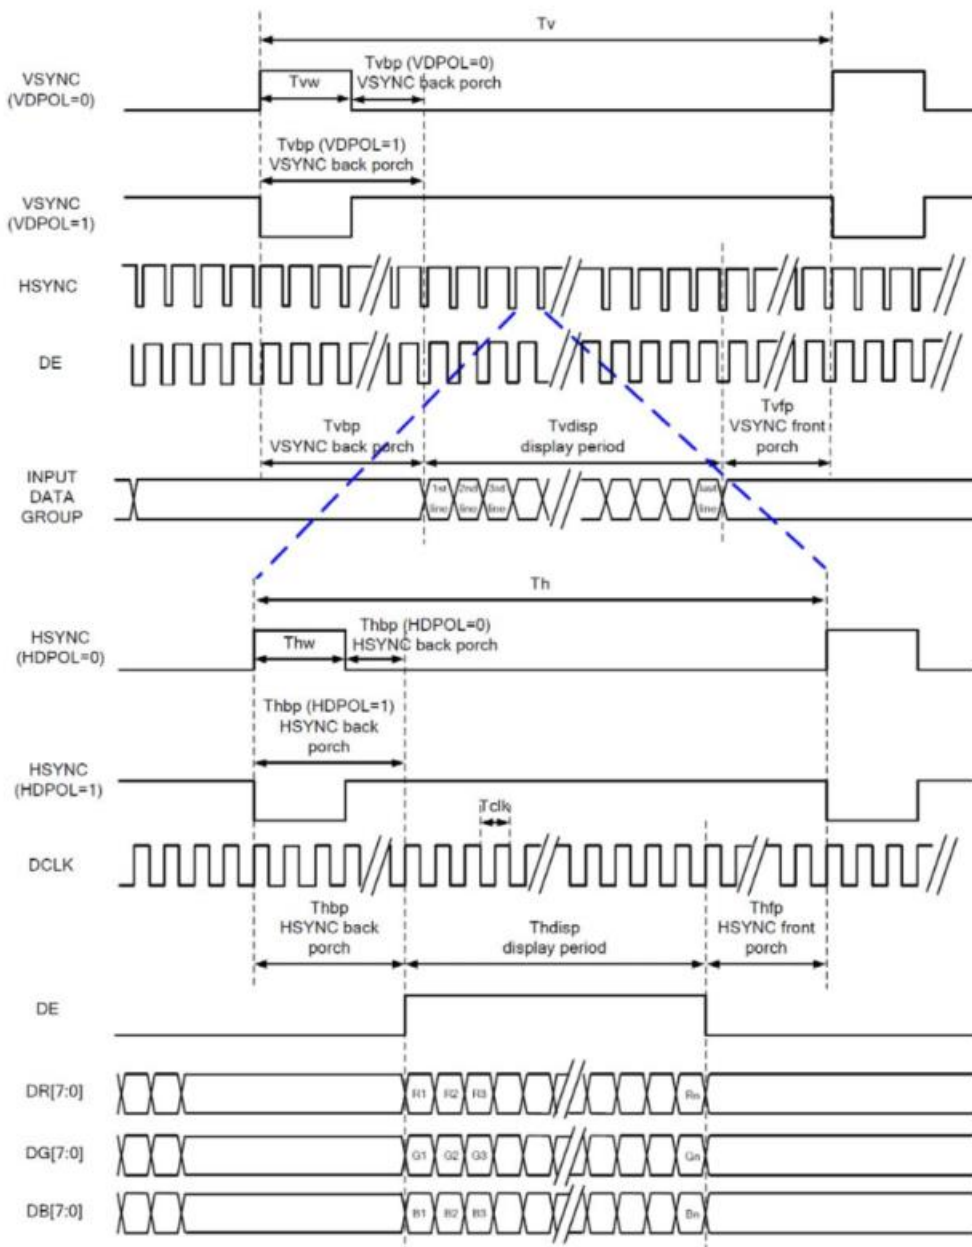 Tv
VSYNC
(VDPOL=0)
Tvw
Tvbp (VDPOL=0)
VSYNC back porch
Tvbp (VDPOL=1)
VSYNC back porch
VSYNC
(VDPOL=1)
HSYNC
DE
Tvbp
VSYNC back porch
Tvdisp
display period
Tvfp
VSYNC front
porch
INPUT
DATA
GROUP
1st
line
2nd
line
3rd
line
last
line
Th
HSYNC
(HDPOL=0)
Thw
Thbp (HDPOL=0)
HSYNC back porch
Thbp (HDPOL=1)
HSYNC back
porch
HSYNC
(HDPOL=1)
Tclk
DCLK
Thbp
HSYNC back
porch
Thdisp
display period
Thfp
HSYNC front
porch
DE
DR[7:0]
R1 R2 R3 Rn
DG[7:0]
G1 G2 G3 Gn
DB[7:0]
B1 B2 B3 Bn